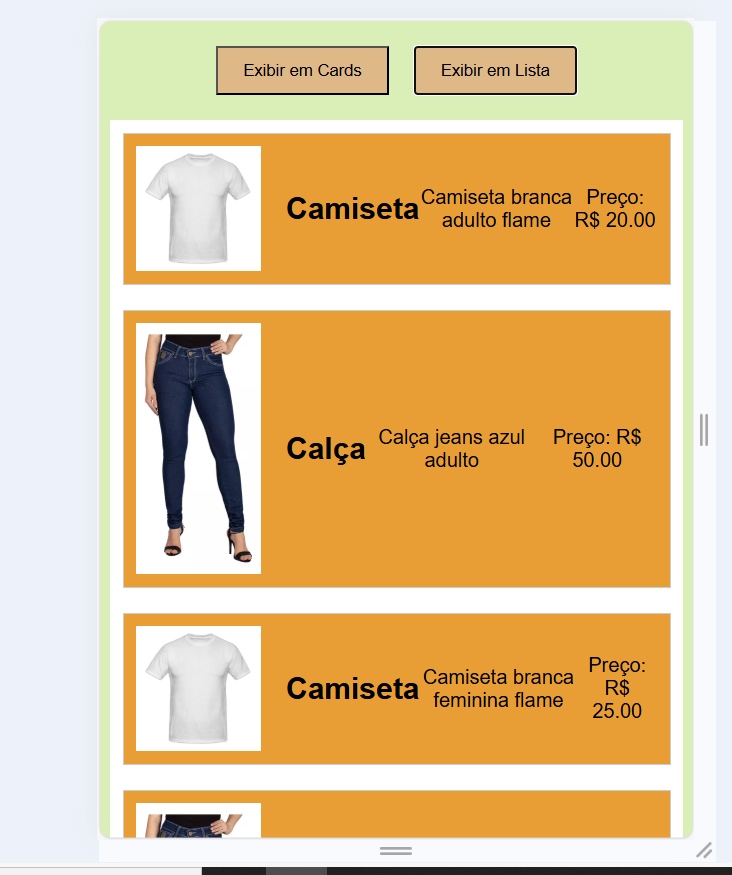 Exibir em Cards
Exibir em Lista
Camiseta
Camiseta branca
adulto flame
Preço:
R$ 20.00
Calça
Calça jeans azul
adulto
Preço: R$
50.00
Camiseta
Camiseta branca
feminina flame
Preço:
R$
25.00